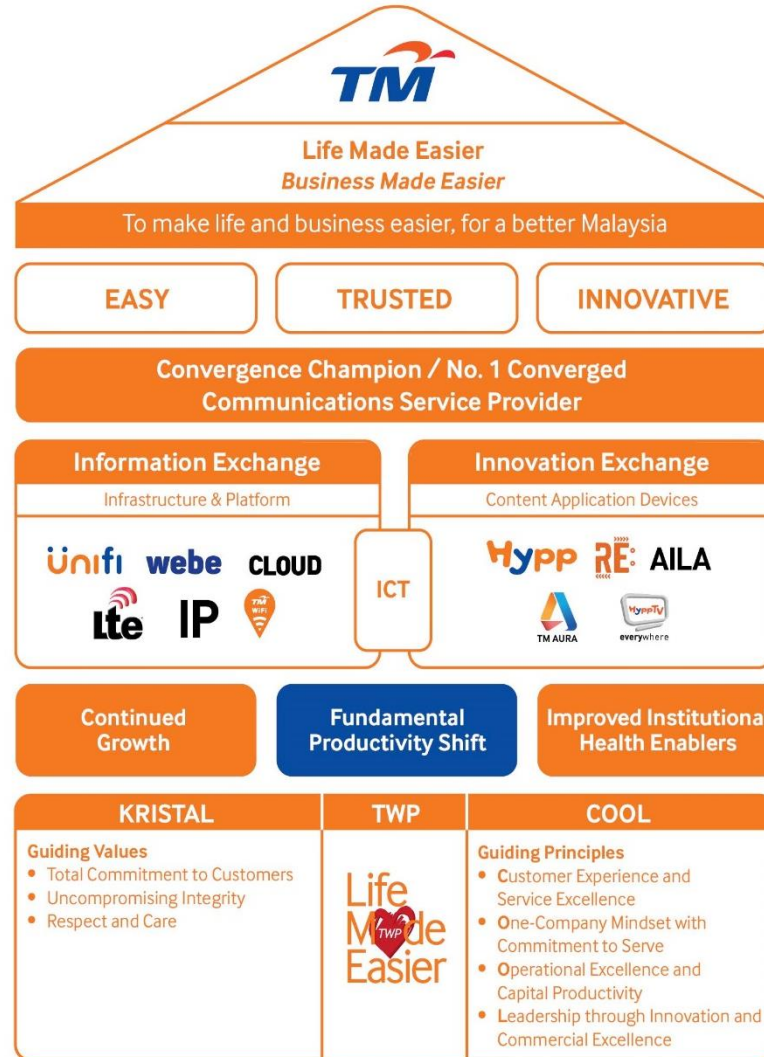 TM
Life Made Easier
Business Made Easier
To make life and business easier, for a better Malaysia
EASY
TRUSTED
INNOVATIVE
Convergence Champion / No. 1 Converged
Communications Service Provider
Information Exchange
Infrastructure & Platform
unifi webe CLOUD
Lte IP TM WiFi
ICT
Innovation Exchange
Content Application Devices
Hypp RE: AILA
TM AURA
HyppTV
everywhere
Continued
Growth
Fundamental
Productivity Shift
Improved Institutiona
Health Enablers
KRISTAL
Guiding Values
• Total Commitment to Customers
• Uncompromising Integrity
• Respect and Care
TWP
Life
Made
TWP
Easier
COOL
Guiding Principles
• Customer Experience and
Service Excellence
• One-Company Mindset with
Commitment to Serve
• Operational Excellence and
Capital Productivity
• Leadership through Innovation and
Commercial Excellence